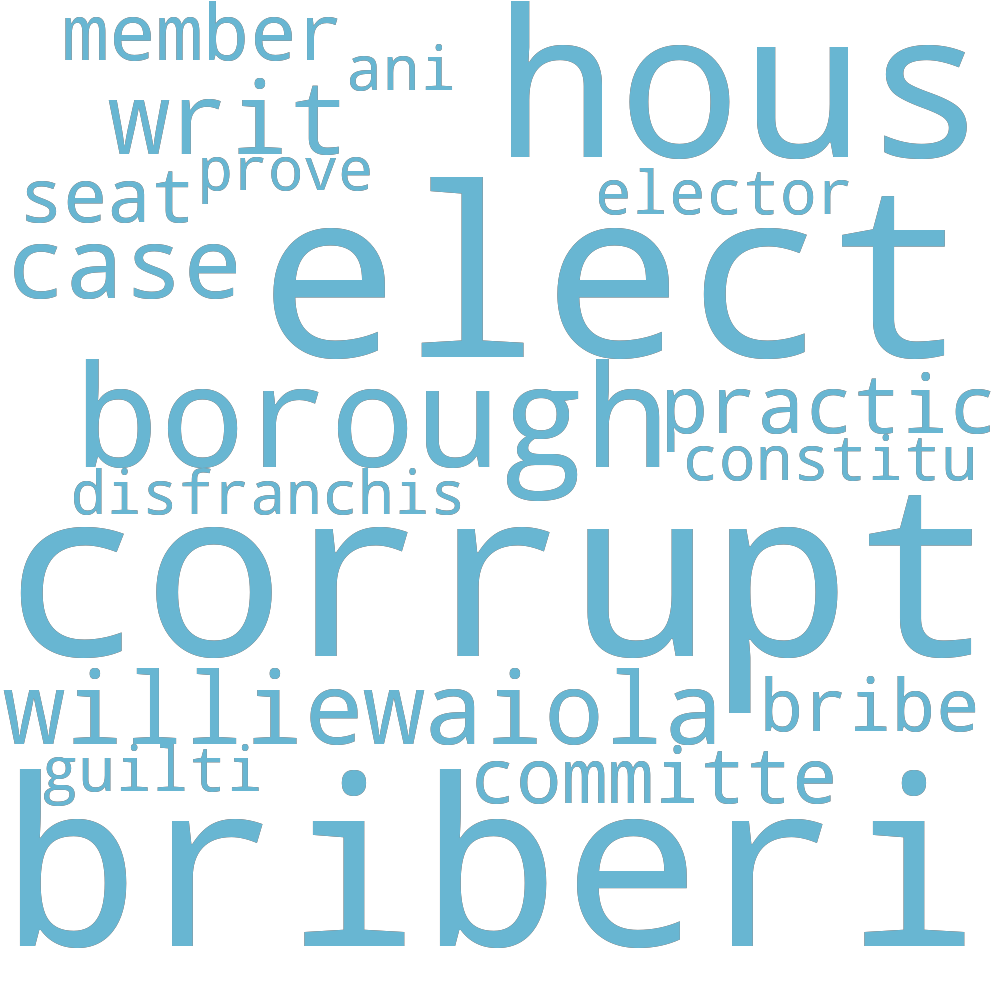 member
ani
hous
writ
prove
seat
elector
case
elect
borough
practic
constitu
disfranchis
corrupt
williewaiola
bribe
guilti
committe
briberi